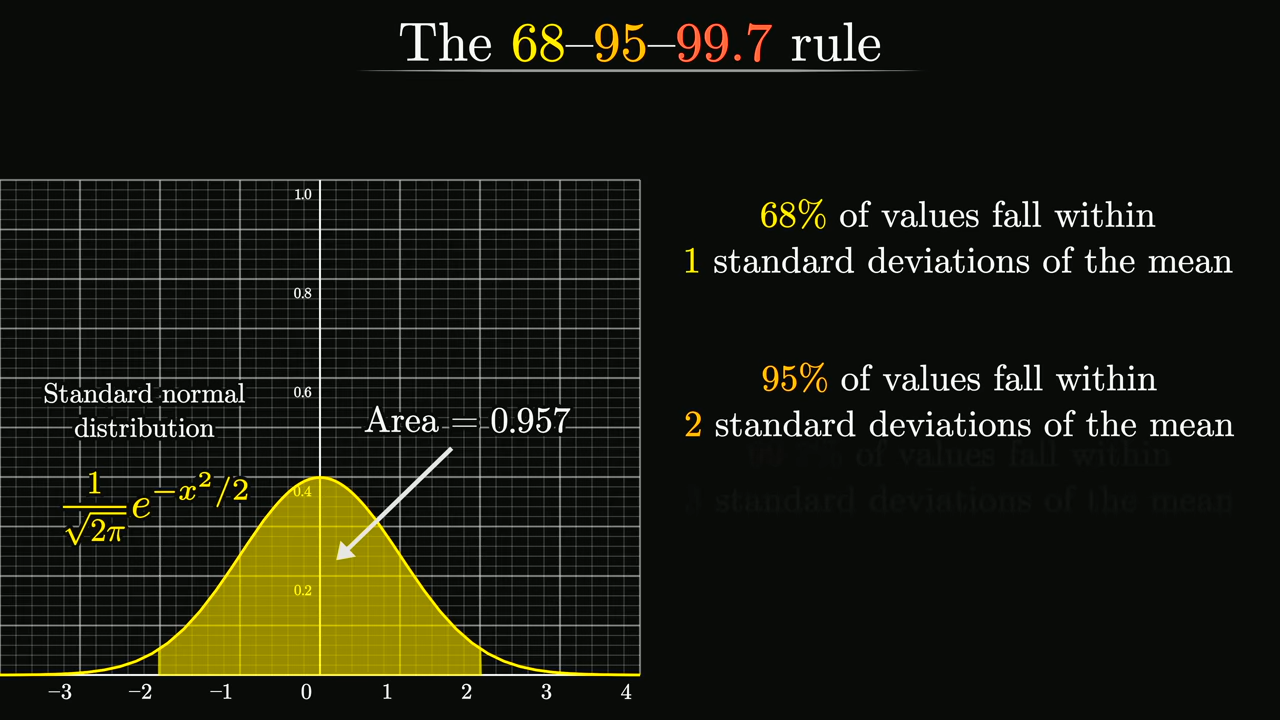 The 68–95–99.7 rule
1.0
0.8
0.6
0.4
0.2
Standard normal
distribution
1/√2π e^−x²/2
Area = 0.957
−3 −2 −1 0 1 2 3 4
68% of values fall within
1 standard deviations of the mean
95% of values fall within
2 standard deviations of the mean
% of values fall within
3 standard deviations of the mean